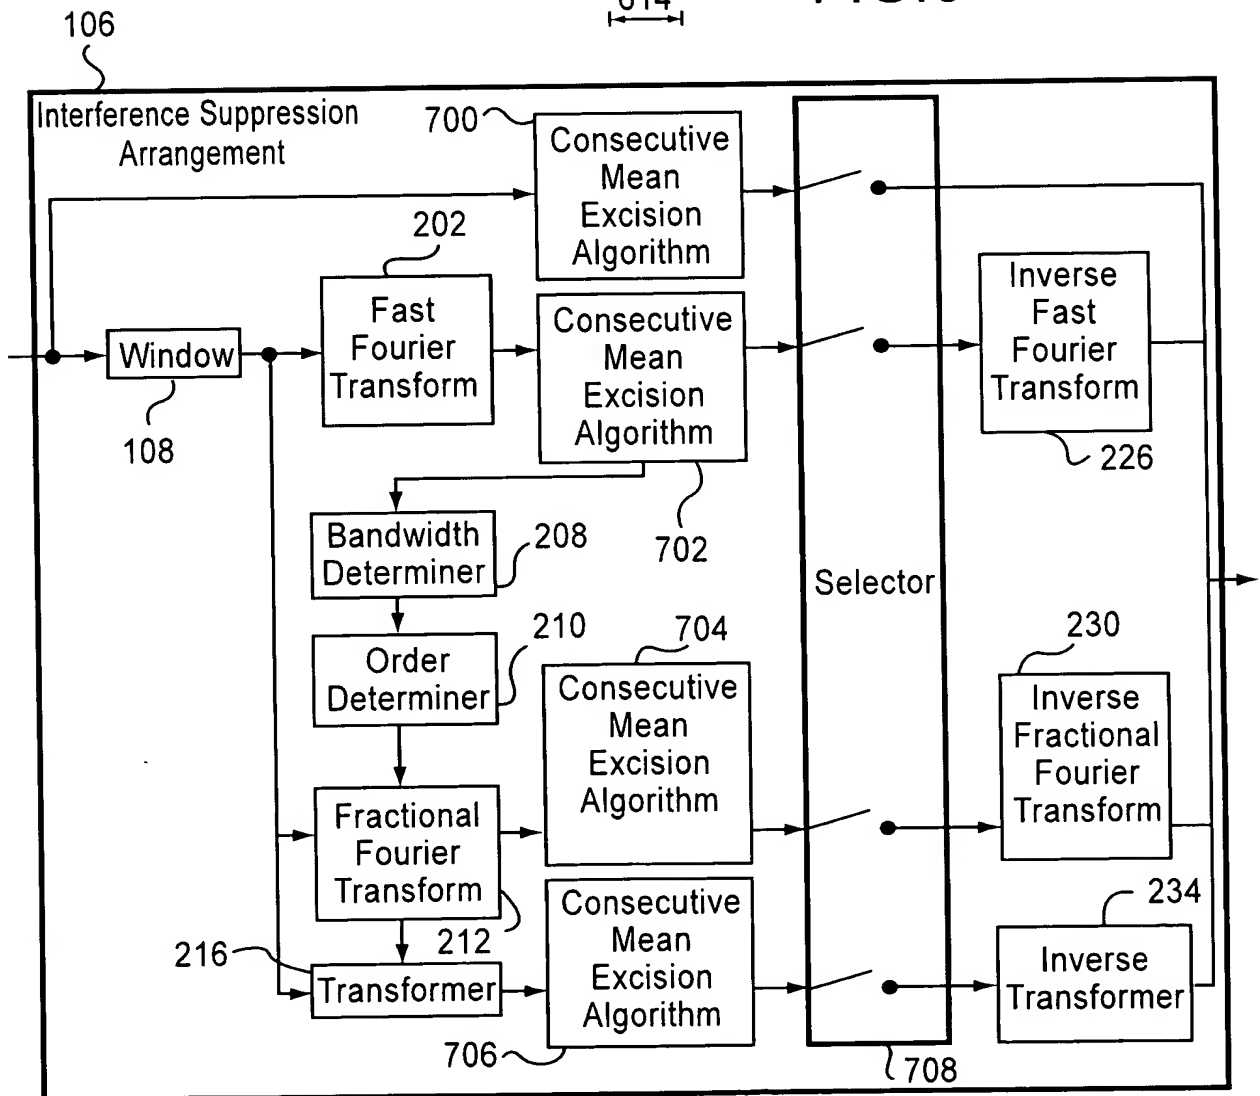 106
Interference Suppression
Arrangement
700
Consecutive
Mean
Excision
Algorithm
202
Fast
Fourier
Transform
Consecutive
Mean
Excision
Algorithm
Inverse
Fast
Fourier
Transform
Window
108
226
702
Bandwidth
Determiner
208
Selector
Order
Determiner
210
704
Consecutive
Mean
Excision
Algorithm
230
Inverse
Fractional
Fourier
Transform
Fractional
Fourier
Transform
212
216
Transformer
Consecutive
Mean
Excision
Algorithm
706
234
Inverse
Transformer
708